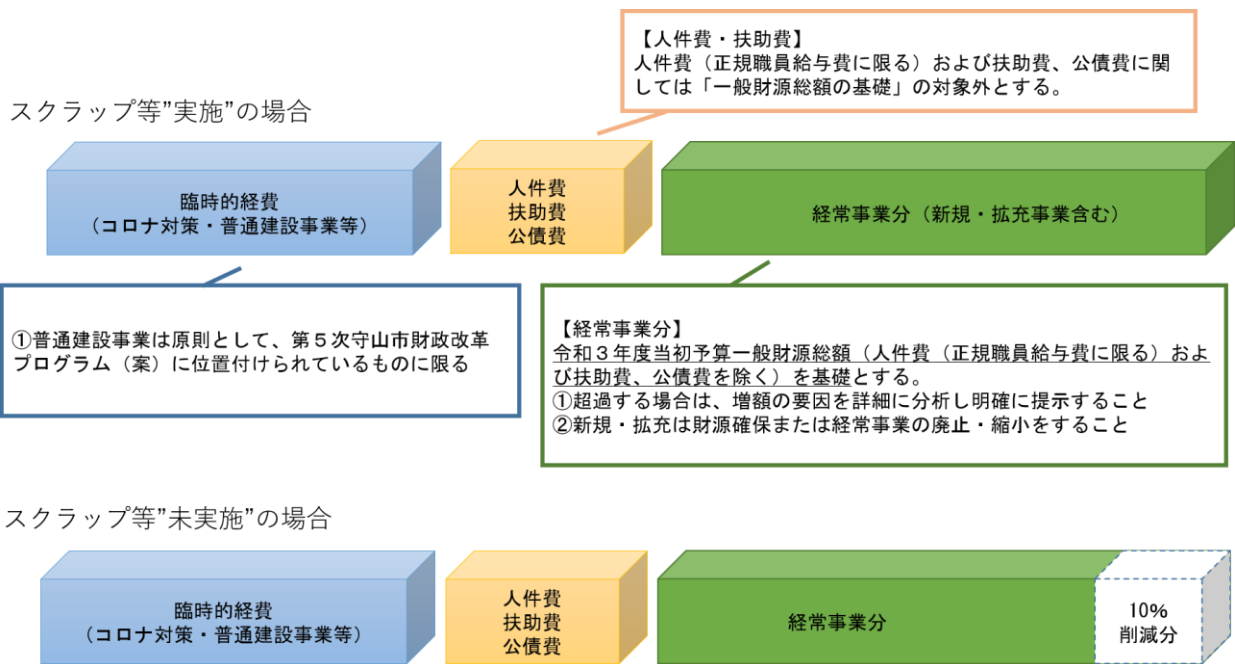 【人件費・扶助費】
人件費（正規職員給与費に限る）および扶助費、公債費に関
しては「一般財源総額の基礎」の対象外とする。
スクラップ等”実施”の場合
臨時的経費
（コロナ対策・普通建設事業等）
人件費
扶助費
公債費
経常事業分（新規・拡充事業含む）
①普通建設事業は原則として、第５次守山市財政改革
プログラム（案）に位置付けられているものに限る
【経常事業分】
令和３年度当初予算一般財源総額（人件費（正規職員給与費に限る）およ
び扶助費、公債費を除く）を基礎とする。
①超過する場合は、増額の要因を詳細に分析し明確に提示すること
②新規・拡充は財源確保または経常事業の廃止・縮小をすること
スクラップ等”未実施”の場合
臨時的経費
（コロナ対策・普通建設事業等）
人件費
扶助費
公債費
経常事業分
10%
削減分